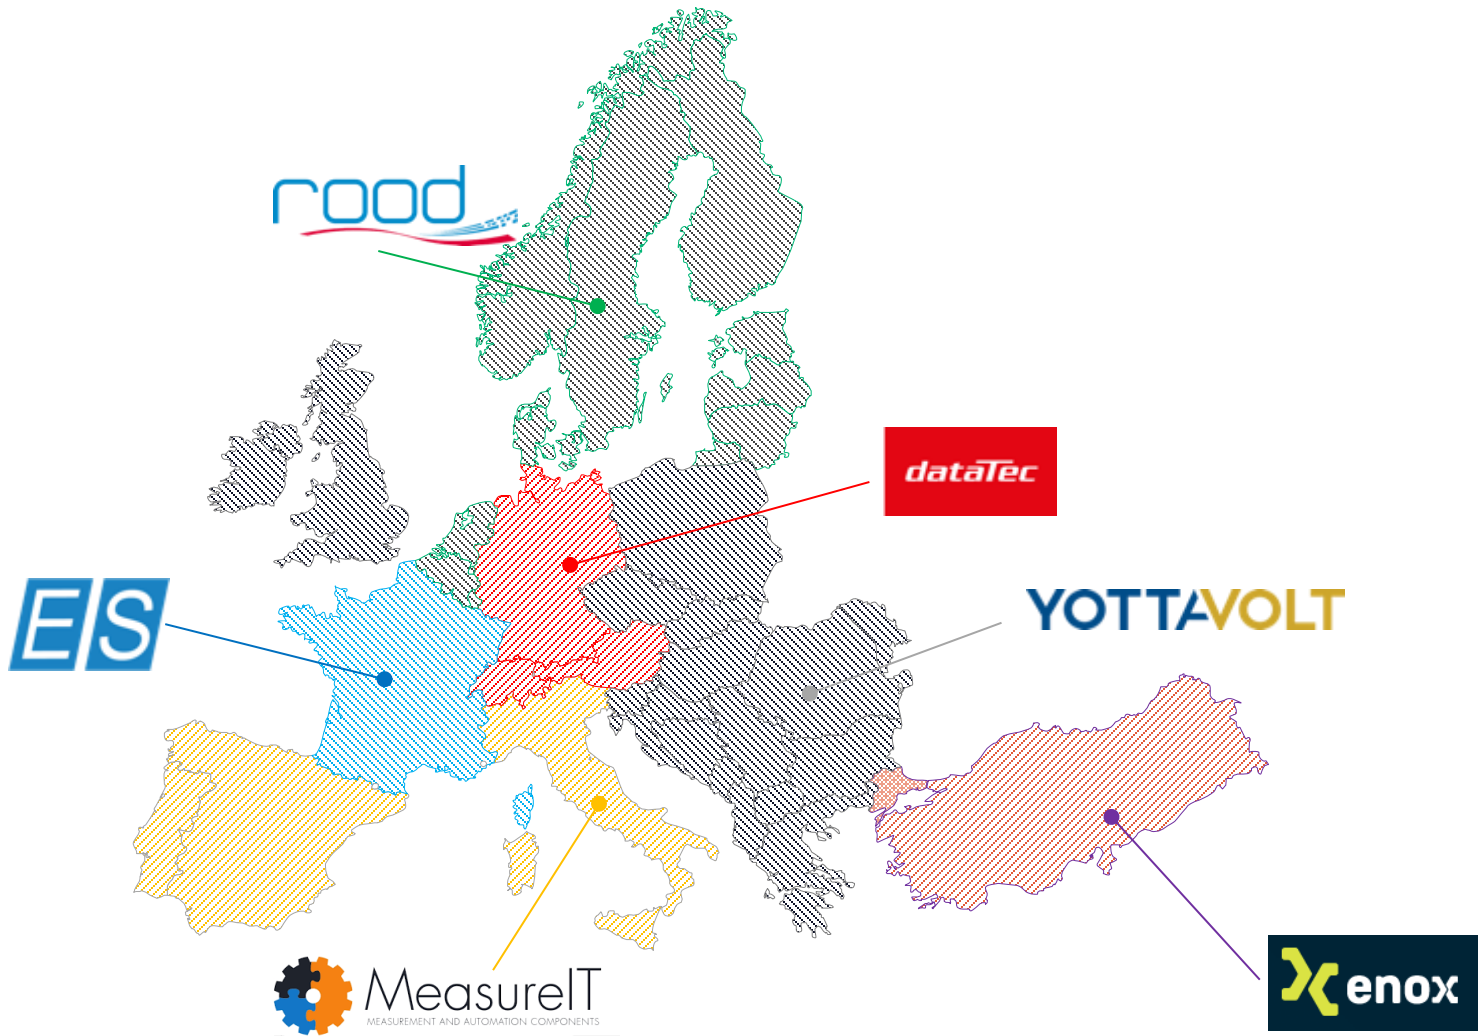 rood
dataTec
ES
YOTTAVOLT
MeasureIT
MEASUREMENT AND AUTOMATION COMPONENTS
enox